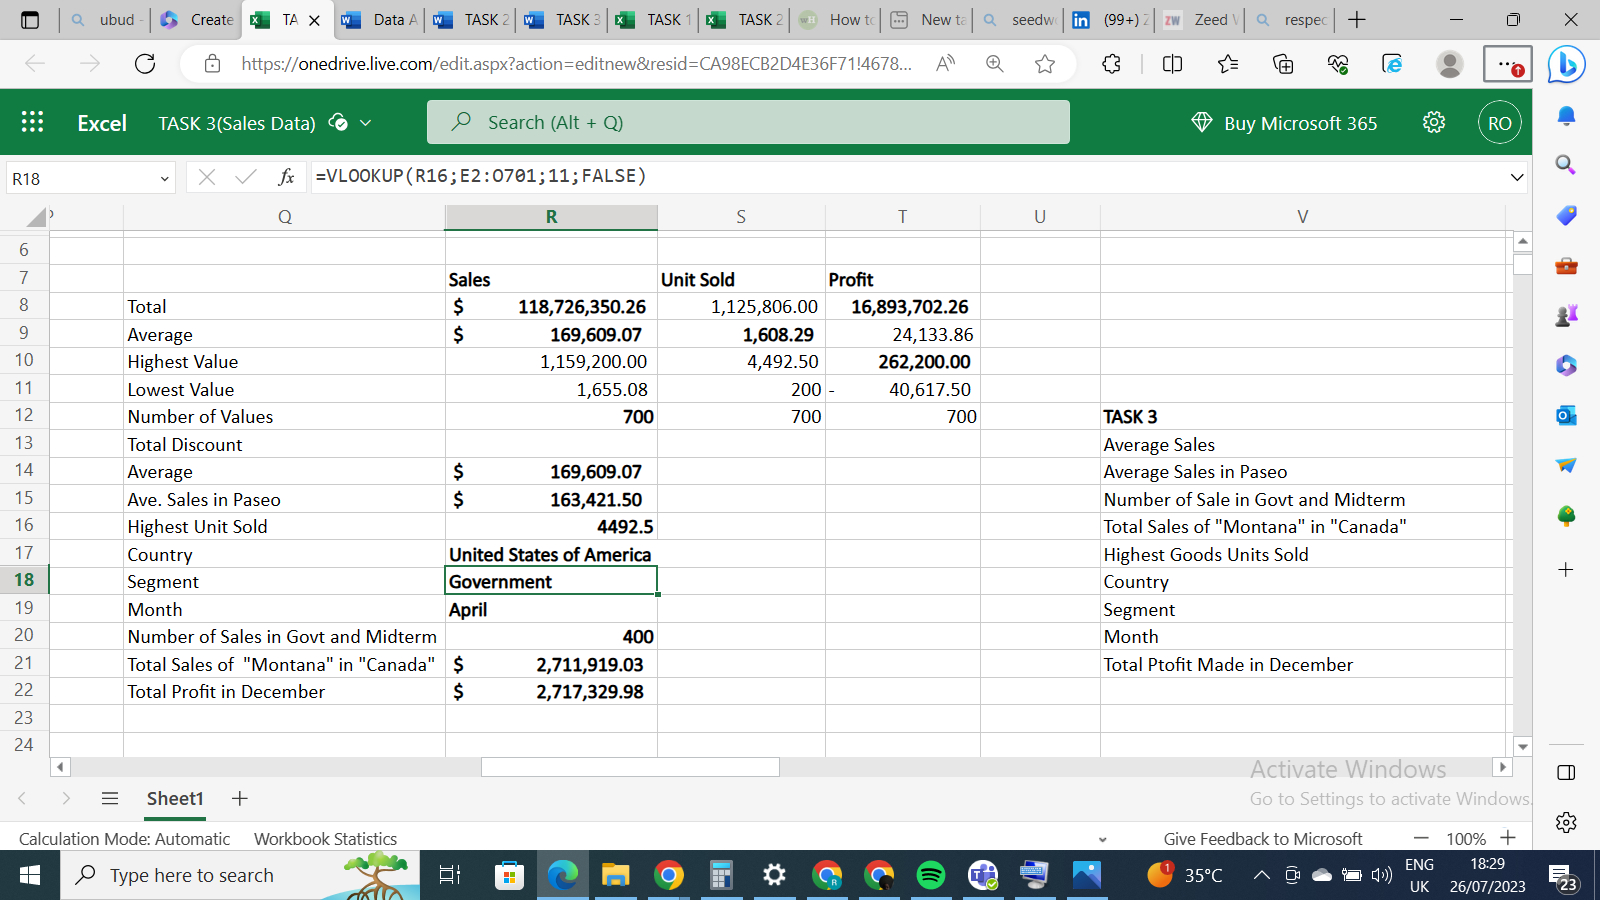 ubud -
Create
TA
Data A
TASK 2
TASK 3
TASK 1
TASK 2
How to
New ta
seedw
in (99+) Z
ZW Zeed
respec
https://onedrive.live.com/edit.aspx?action=editnew&resid=CA98ECB2D4E36F71!4678...
Excel TASK 3(Sales Data) Search (Alt + Q) Buy Microsoft 365 RO
R18 fx =VLOOKUP(R16;E2:O701;11;FALSE)
Q R S T U V
6
7 Sales Unit Sold Profit
8 Total $ 118,726,350.26 1,125,806.00 16,893,702.26
9 Average $ 169,609.07 1,608.29 24,133.86
10 Highest Value 1,159,200.00 4,492.50 262,200.00
11 Lowest Value 1,655.08 200 - 40,617.50
12 Number of Values 700 700 700 TASK 3
13 Total Discount Average Sales
14 Average $ 169,609.07 Average Sales in Paseo
15 Ave. Sales in Paseo $ 163,421.50 Number of Sale in Govt and Midterm
16 Highest Unit Sold 4492.5 Total Sales of "Montana" in "Canada"
17 Country United States of America Highest Goods Units Sold
18 Segment Government Country
19 Month April Segment
20 Number of Sales in Govt and Midterm 400 Month
21 Total Sales of "Montana" in "Canada" $ 2,711,919.03 Total Ptofit Made in December
22 Total Profit in December $ 2,717,329.98
23
24
Activate Windows
Go to Settings to activate Windows.
Sheet1
Calculation Mode: Automatic Workbook Statistics Give Feedback to Microsoft 100%
Type here to search
1 35°C
ENG
UK
18:29
26/07/2023
23